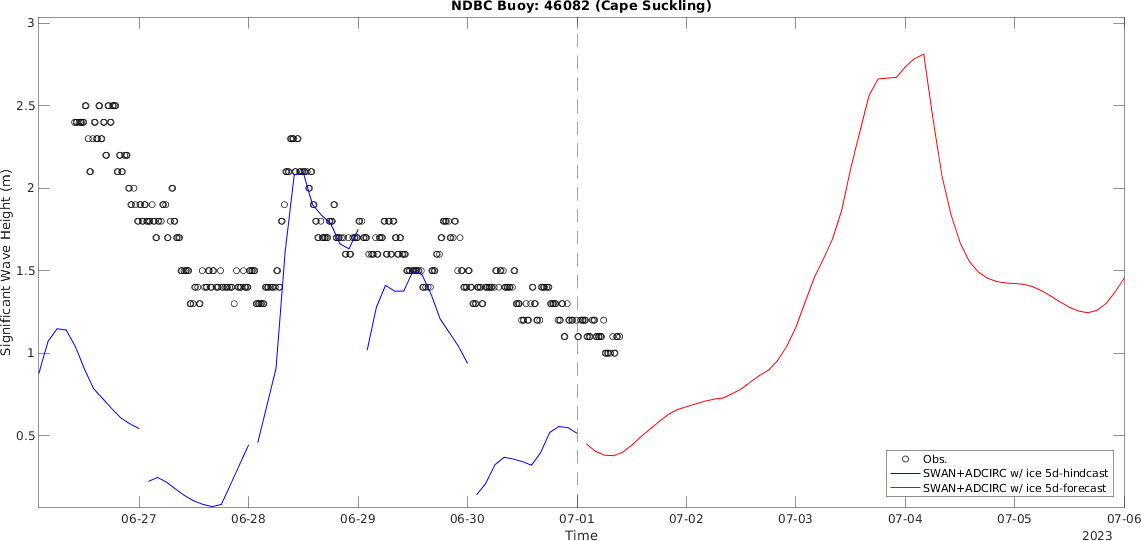 NDBC Buoy: 46082 (Cape Suckling)
3
2.5
2
1.5
1
0.5
Significant Wave Height (m)
06-27 06-28 06-29 06-30 07-01 07-02 07-03 07-04 07-05 07-06
Time
2023
Obs.
SWAN+ADCIRC w/ ice 5d-hindcast
SWAN+ADCIRC w/ ice 5d-forecast